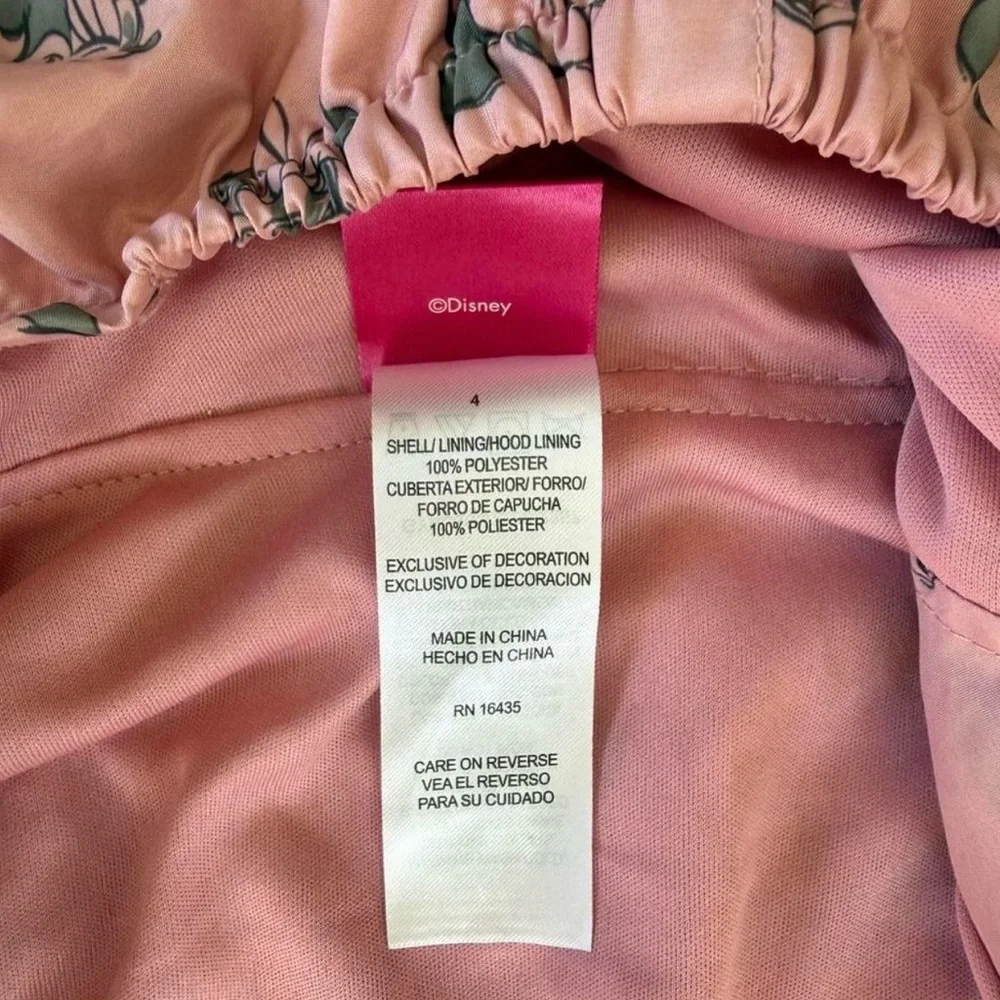 ©Disney
4
SHELL/ LINING/HOOD LINING
100% POLYESTER
CUBERTA EXTERIOR/ FORRO/
FORRO DE CAPUCHA
100% POLIESTER
EXCLUSIVE OF DECORATION
EXCLUSIVO DE DECORACION
MADE IN CHINA
HECHO EN CHINA
RN 16435
CARE ON REVERSE
VEA EL REVERSO
PARA SU CUIDADO